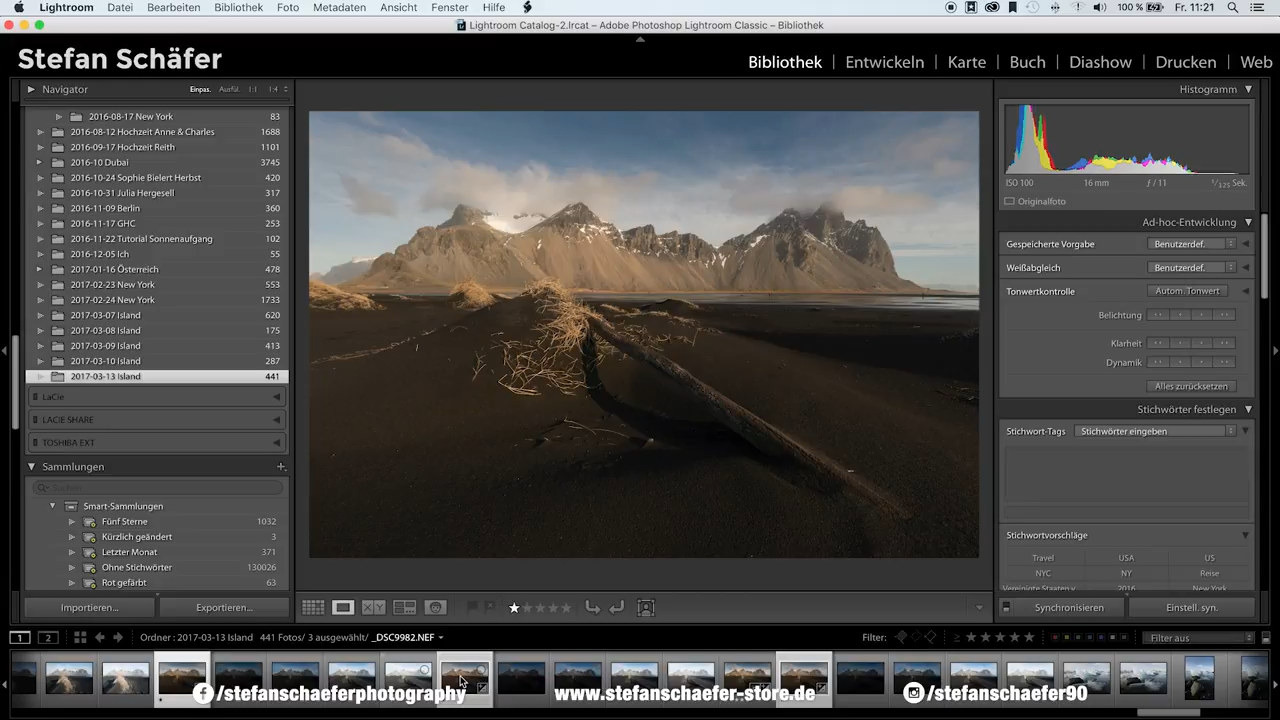 Lightroom Datei Bearbeiten Bibliothek Foto Metadaten Ansicht Fenster Hilfe 100 % Fr. 11:21
Lightroom Catalog-2.lrcat – Adobe Photoshop Lightroom Classic – Bibliothek
Stefan Schäfer
Bibliothek | Entwickeln | Karte | Buch | Diashow | Drucken | Web
Navigator Einpas. Ausfül. 1:1 1:4
2016-08-17 New York 83
2016-08-12 Hochzeit Anne & Charles 1688
2016-09-17 Hochzeit Reith 1101
2016-10 Dubai 3745
2016-10-24 Sophie Bielert Herbst 420
2016-10-31 Julia Hergesell 317
2016-11-09 Berlin 360
2016-11-17 GHC 253
2016-11-22 Tutorial Sonnenaufgang 102
2016-12-05 Ich 55
2017-01-16 Österreich 478
2017-02-23 New York 553
2017-02-24 New York 1733
2017-03-07 Island 620
2017-03-08 Island 175
2017-03-09 Island 413
2017-03-10 Island 287
2017-03-13 Island 441
LaCie
LACIE SHARE
TOSHIBA EXT
Sammlungen
Smart-Sammlungen
Fünf Sterne 1032
Kürzlich geändert 3
Letzter Monat 371
Ohne Stichwörter 130026
Rot gefärbt 63
Importieren... Exportieren...
Histogramm
ISO 100 16 mm ƒ / 11 1/125 Sek.
Originalfoto
Ad-hoc-Entwicklung
Gespeicherte Vorgabe Benutzerdef.
Weißabgleich Benutzerdef.
Tonwertkontrolle Autom. Tonwert
Belichtung
Klarheit
Dynamik
Alles zurücksetzen
Stichwörter festlegen
Stichwort-Tags Stichwörter eingeben
Stichwortvorschläge
Travel USA US
NYC NY Reise
2016 New York
Synchronisieren Einstell. syn.
1 2 Ordner : 2017-03-13 Island 441 Fotos/ 3 ausgewählt/ _DSC9982.NEF Filter: Filter aus
/stefanschaeferphotography www.stefanschaefer-store.de /stefanschaefer90